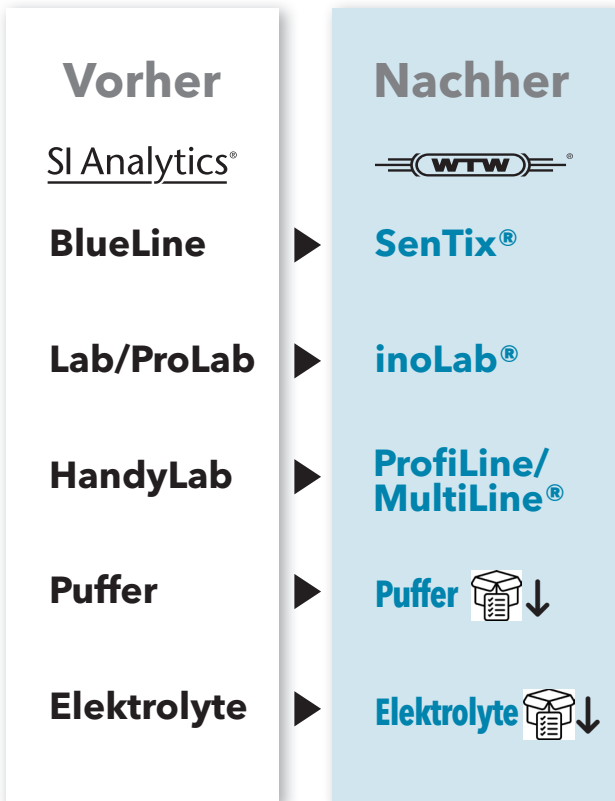 Vorher
Nachher
SI Analytics®
WTW®
BlueLine
SenTix®
Lab/ProLab
inoLab®
HandyLab
ProfiLine/
MultiLine®
Puffer
Puffer
Elektrolyte
Elektrolyte